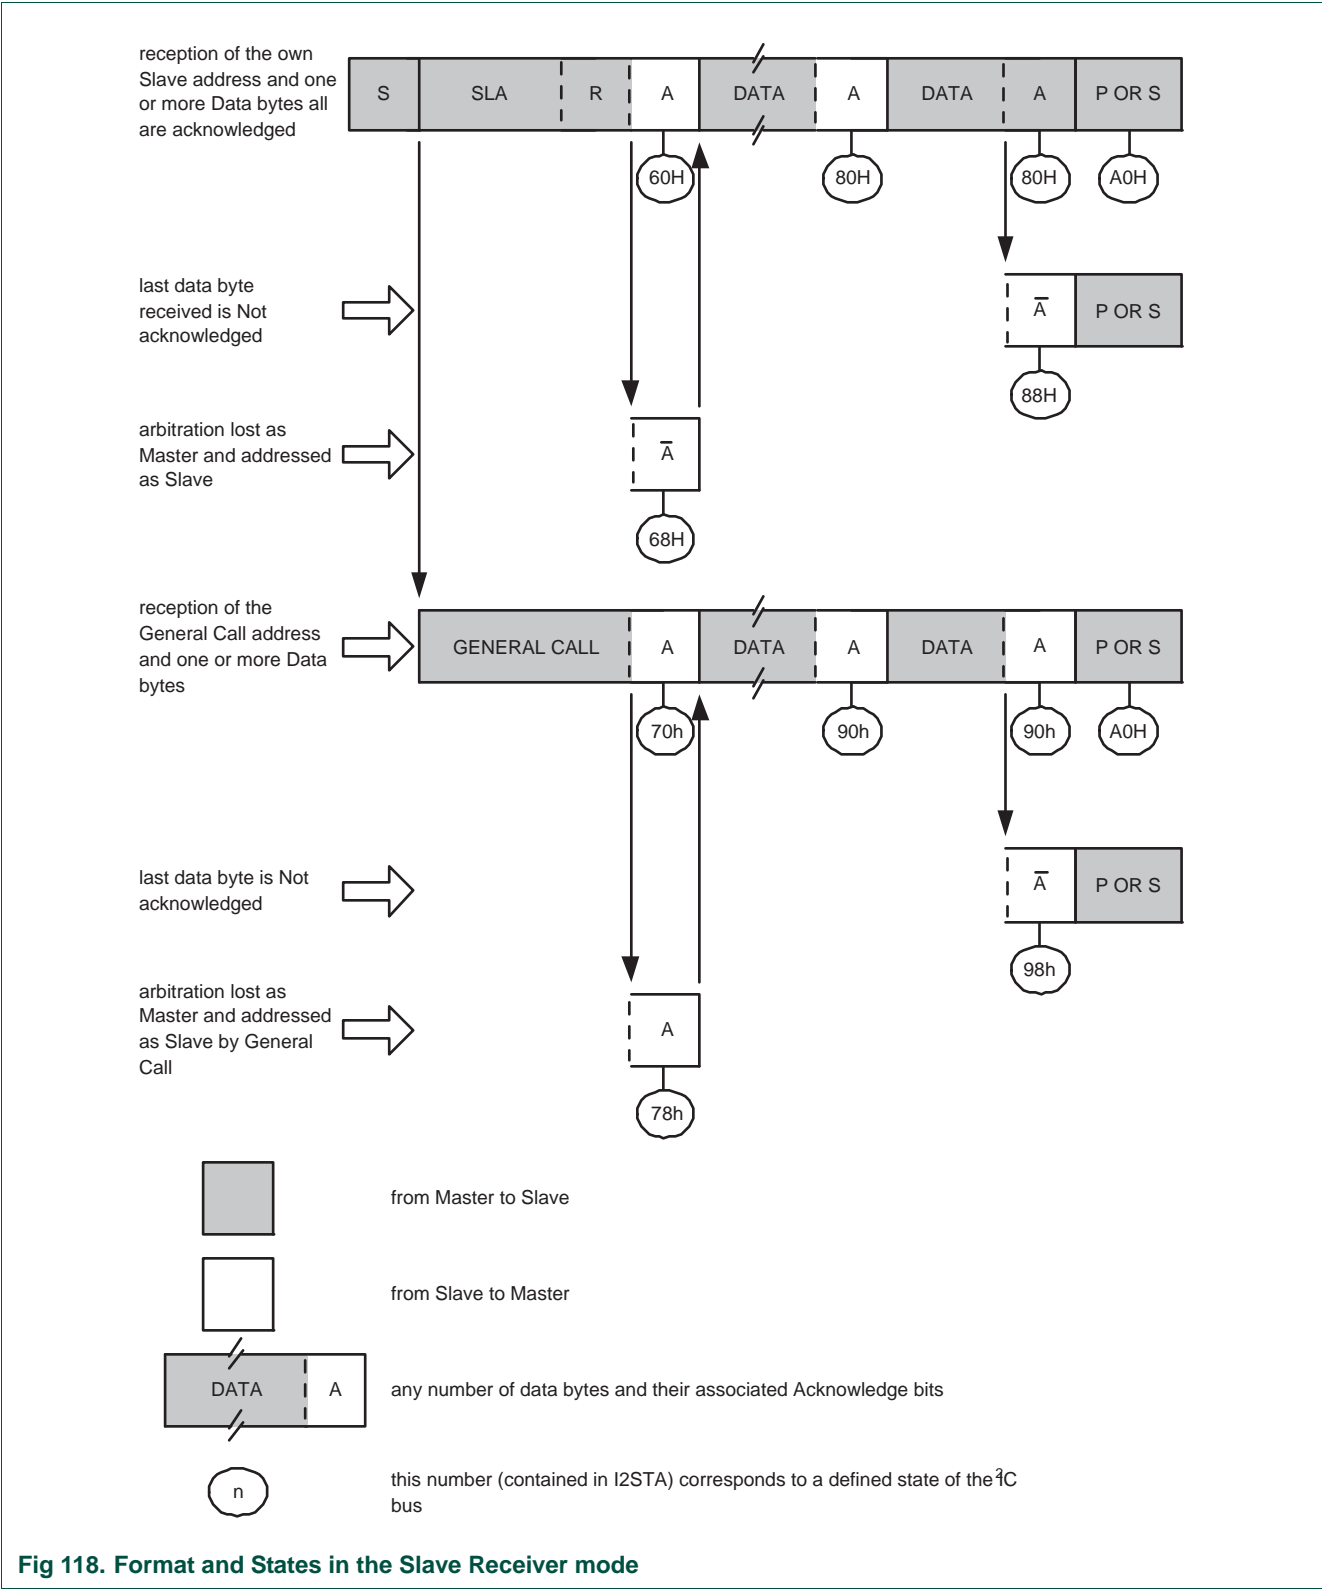 reception of the own
Slave address and one
or more Data bytes all
are acknowledged
S SLA R A DATA A DATA A P OR S
60H 80H 80H A0H
last data byte
received is Not
acknowledged
A̅ P OR S
88H
arbitration lost as
Master and addressed
as Slave
A̅
68H
reception of the
General Call address
and one or more Data
bytes
GENERAL CALL A DATA A DATA A P OR S
70h 90h 90h A0H
last data byte is Not
acknowledged
A̅ P OR S
98h
arbitration lost as
Master and addressed
as Slave by General
Call
A
78h
from Master to Slave
from Slave to Master
DATA A any number of data bytes and their associated Acknowledge bits
n this number (contained in I2STA) corresponds to a defined state of the I²C
bus
Fig 118. Format and States in the Slave Receiver mode